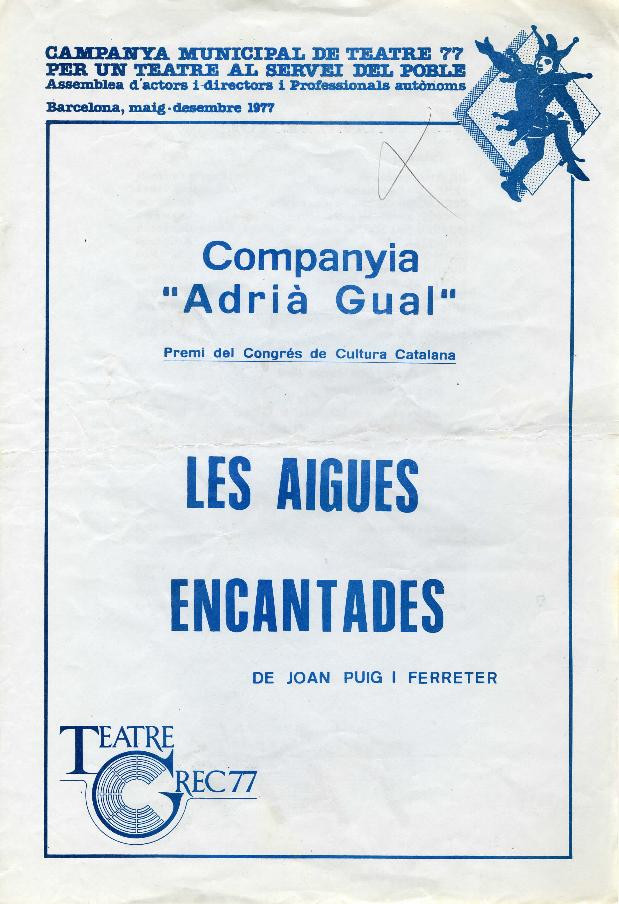 CAMPANYA MUNICIPAL DE TEATRE 77
PER UN TEATRE AL SERVEI DEL POBLE
Assemblea d'actors i directors i Professionals autònoms
Barcelona, maig-desembre 1977
Companyia
"Adrià Gual"
Premi del Congrés de Cultura Catalana
LES AIGUES
ENCANTADES
DE JOAN PUIG I FERRETER
TEATRE
GREC 77